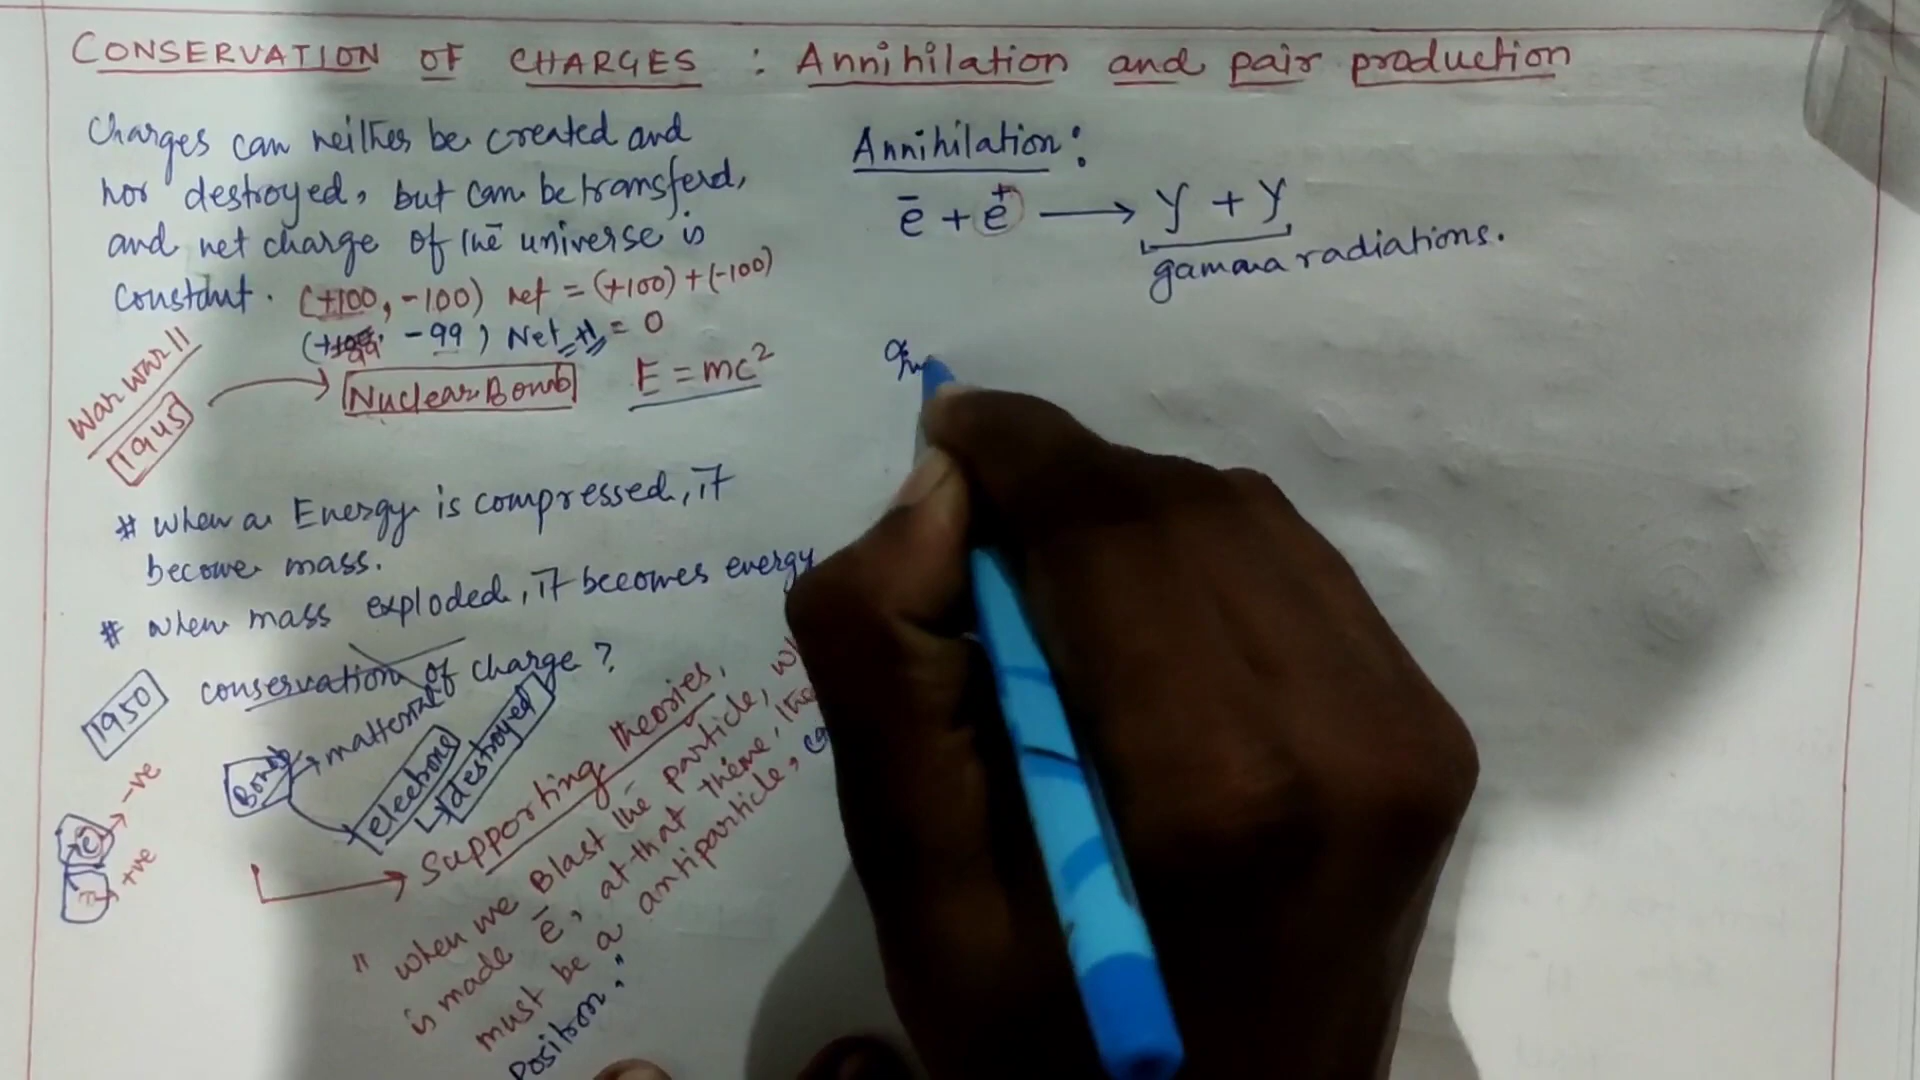 CONSERVATION OF CHARGES : Annihilation and pair production
Charges can neither be created and
nor destroyed, but can be transferd,
and net charge of the universe is
constant. (+100, -100) net = (+100) + (-100)
(+99 -99) Net = 0
War War II
1945
Nuclear Bomb
E = mc²
# When a Energy is compressed, it
become mass.
# When mass exploded, it becomes energy
1950
conservation of charge?
Bomb
material
electrons
destroyed
e⁻
-ve
+ve
Supporting theories.
"when we Blast the particle,
is made e⁻, at that theme,
must be a antiparticle,
Positron."
Annihilation:
e⁻ + e⁺ → γ + γ
gamma radiations.